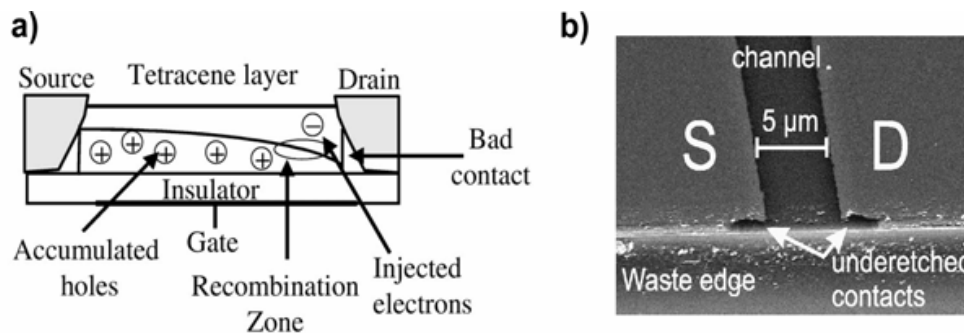 a)
Source
Tetracene layer
Drain
Bad
contact
Insulator
Gate
Accumulated
holes
Recombination
Zone
Injected
electrons
b)
channel
5 µm
S
D
Waste edge
underetched
contacts